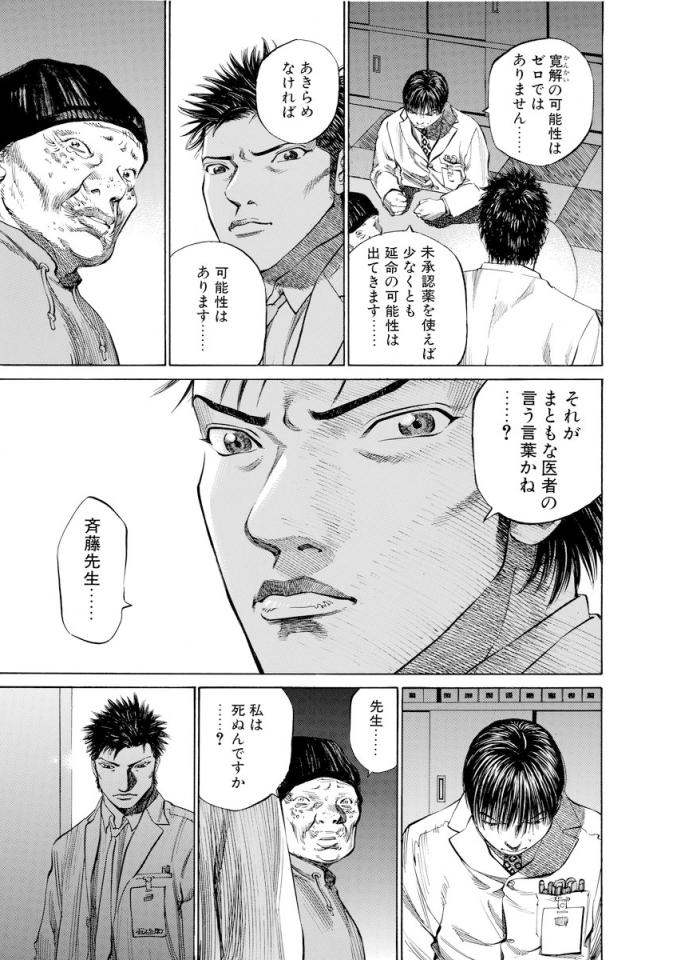 寛解の可能性は
かんかい
ゼロでは
ありません……
未承認薬を使えば
少なくとも
延命の可能性は
出てきます……
あきらめ
なければ
可能性は
あります……
それが
まともな医者の
言う言葉かね
……?
斉藤先生……
先生……
私は
死ぬんですか
……?